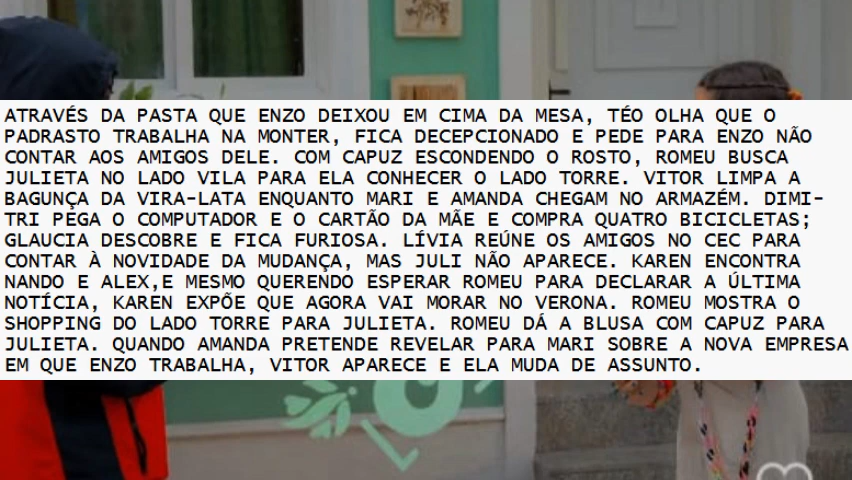 ATRAVÉS DA PASTA QUE ENZO DEIXOU EM CIMA DA MESA, TÉO OLHA QUE O
PADRASTO TRABALHA NA MONTER, FICA DECEPCIONADO E PEDE PARA ENZO NÃO
CONTAR AOS AMIGOS DELE. COM CAPUZ ESCONDENDO O ROSTO, ROMEU BUSCA
JULIETA NO LADO VILA PARA ELA CONHECER O LADO TORRE. VITOR LIMPA A
BAGUNÇA DA VIRA-LATA ENQUANTO MARI E AMANDA CHEGAM NO ARMAZÉM. DIMI-
TRI PEGA O COMPUTADOR E O CARTÃO DA MÃE E COMPRA QUATRO BICICLETAS;
GLAUCIA DESCOBRE E FICA FURIOSA. LÍVIA REÚNE OS AMIGOS NO CEC PARA
CONTAR À NOVIDADE DA MUDANÇA, MAS JULI NÃO APARECE. KAREN ENCONTRA
NANDO E ALEX,E MESMO QUERENDO ESPERAR ROMEU PARA DECLARAR A ÚLTIMA
NOTÍCIA, KAREN EXPÕE QUE AGORA VAI MORAR NO VERONA. ROMEU MOSTRA O
SHOPPING DO LADO TORRE PARA JULIETA. ROMEU DÁ A BLUSA COM CAPUZ PARA
JULIETA. QUANDO AMANDA PRETENDE REVELAR PARA MARI SOBRE A NOVA EMPRESA
EM QUE ENZO TRABALHA, VITOR APARECE E ELA MUDA DE ASSUNTO.